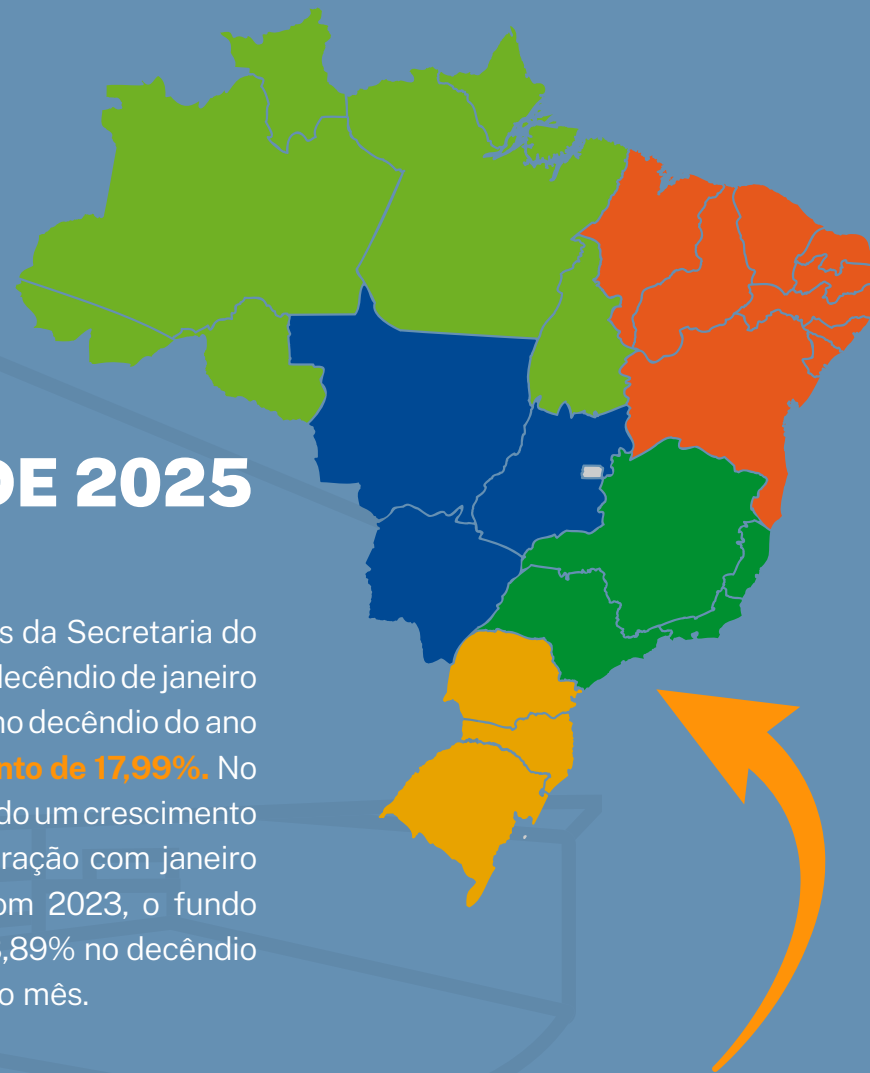 DE 2025
s da Secretaria do
decêndio de janeiro
no decêndio do ano
nto de 17,99%. No
do um crescimento
ração com janeiro
om 2023, o fundo
,89% no decêndio
o mês.